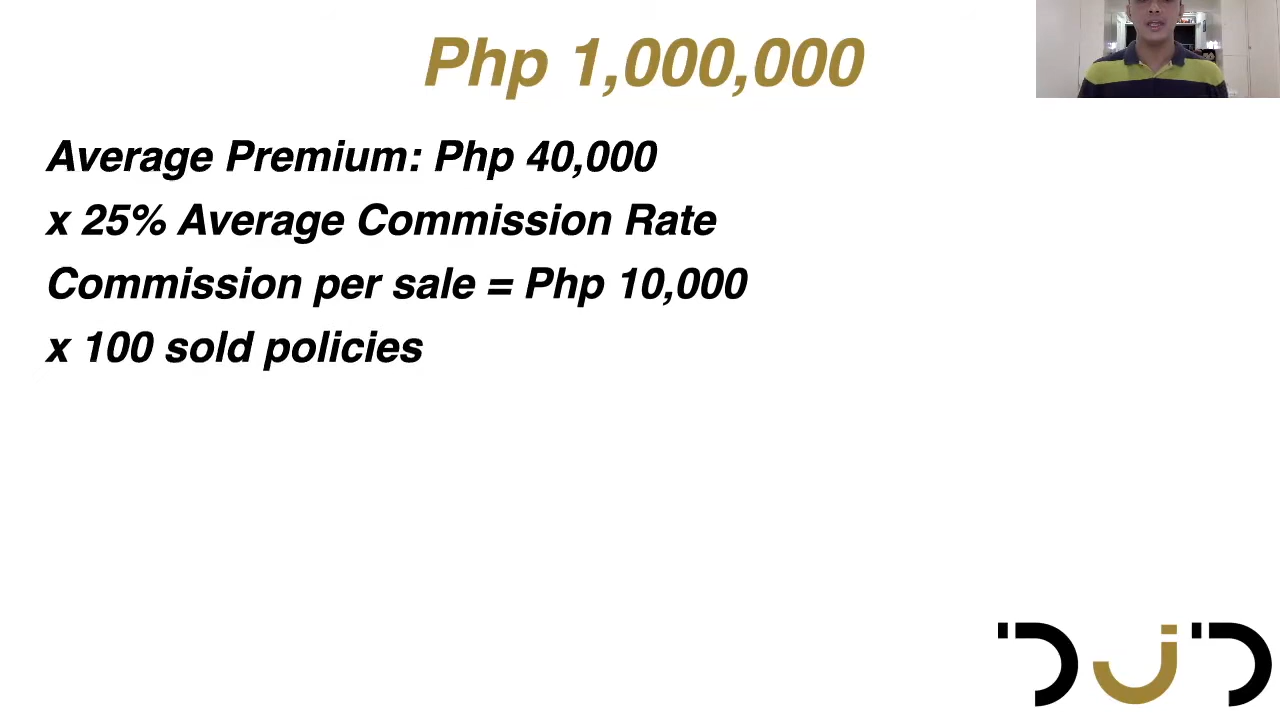 Php 1,000,000
Average Premium: Php 40,000
x 25% Average Commission Rate
Commission per sale = Php 10,000
x 100 sold policies
DJD